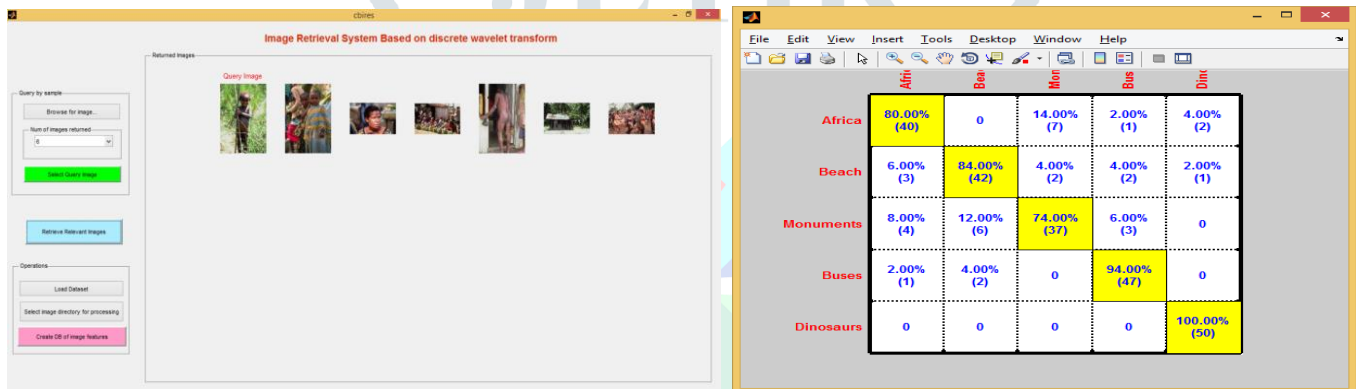 cbires
Image Retrieval System Based on discrete wavelet transform
Returned Images
Query Image
Query by sample
Browse for image...
Num of images returned
6
Select Query Image
Retrieve Relevant Images
Operations
Load Dataset
Select image directory for processing
Create DB of image features
File Edit View Insert Tools Desktop Window Help
Afri Bea Mon Bus Dino
Africa 80.00% 0 14.00% 2.00% 4.00%
(40) (7) (1) (2)
Beach 6.00% 84.00% 4.00% 4.00% 2.00%
(3) (42) (2) (2) (1)
Monuments 8.00% 12.00% 74.00% 6.00% 0
(4) (6) (37) (3)
Buses 2.00% 4.00% 0 94.00% 0
(1) (2) (47)
Dinosaurs 0 0 0 0 100.00%
(50)